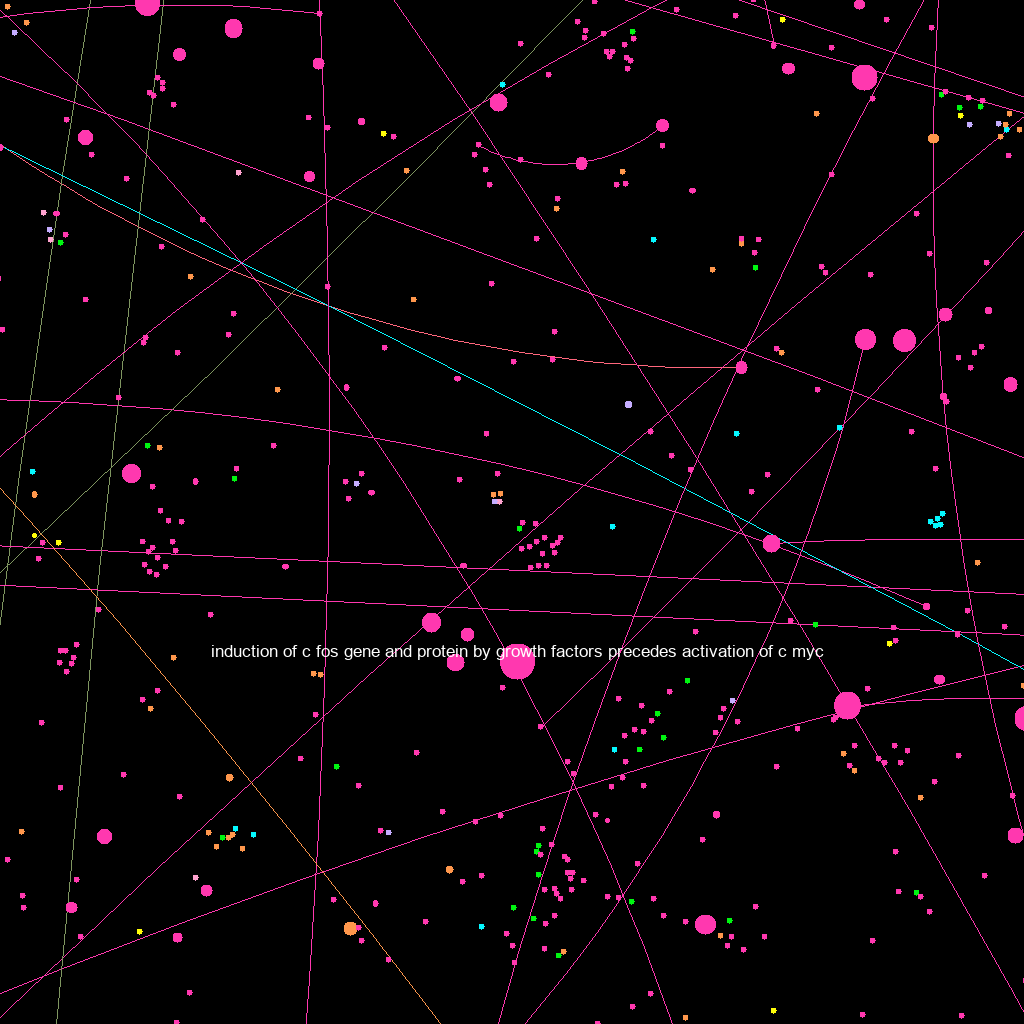 induction of c fos gene and protein by growth factors precedes activation of c myc